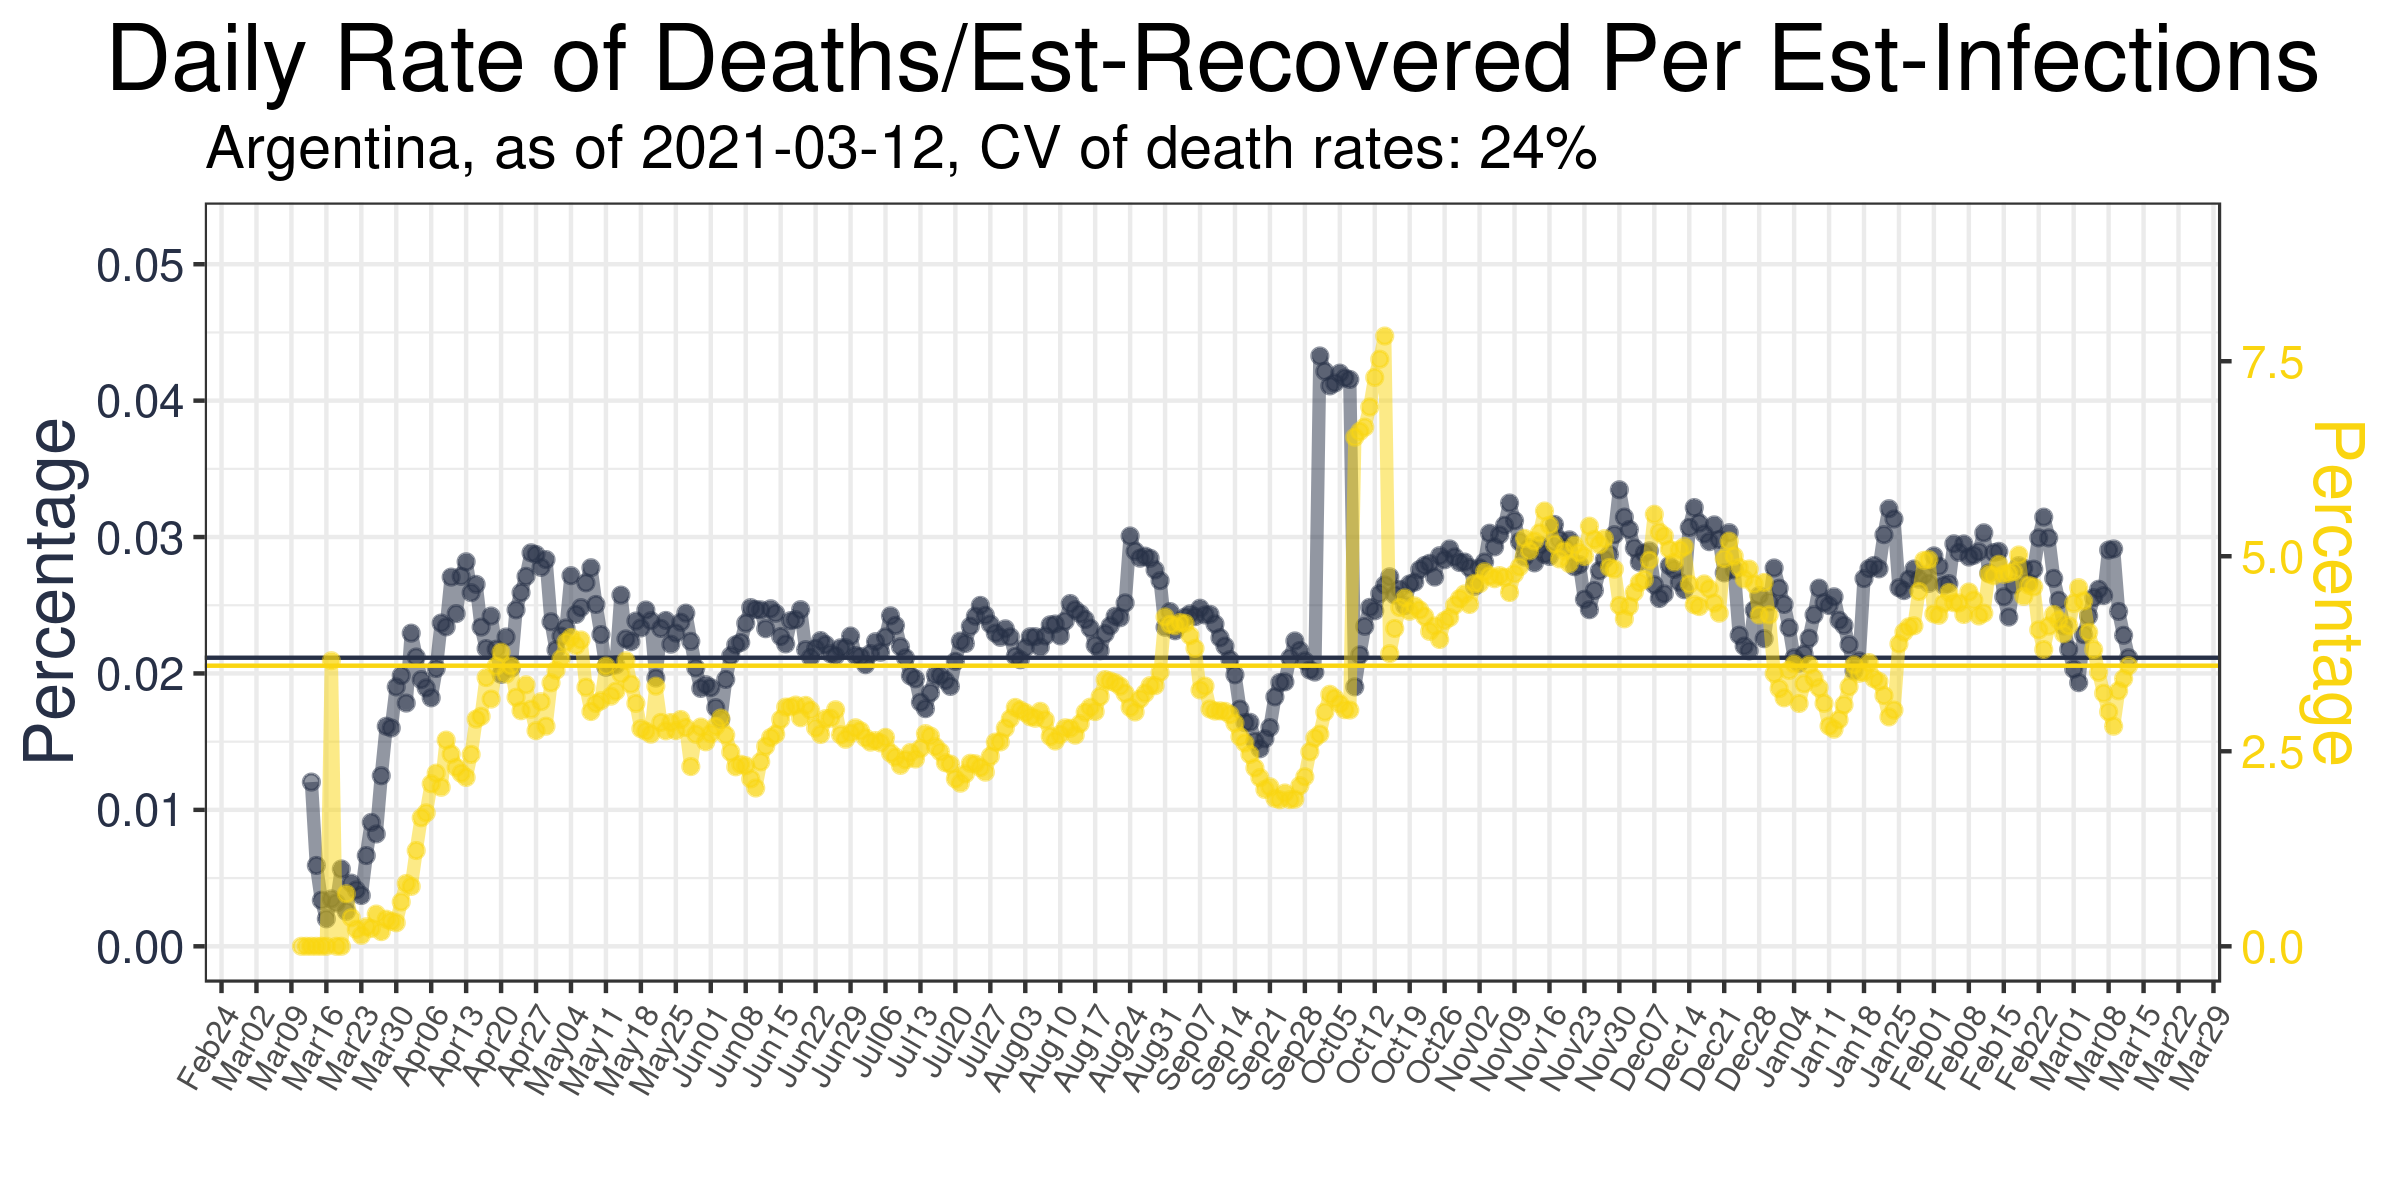 Daily Rate of Deaths/Est-Recovered Per Est-Infections
Argentina, as of 2021-03-12, CV of death rates: 24%
Percentage
0.05
0.04
0.03
0.02
0.01
0.00
7.5
5.0
2.5
0.0
Percentage
Feb24 Mar02 Mar09 Mar16 Mar23 Mar30 Apr06 Apr13 Apr20 Apr27 May04 May11 May18 May25 Jun01 Jun08 Jun15 Jun22 Jun29 Jul06 Jul13 Jul20 Jul27 Aug03 Aug10 Aug17 Aug24 Aug31 Sep07 Sep14 Sep21 Sep28 Oct05 Oct12 Oct19 Oct26 Nov02 Nov09 Nov16 Nov23 Nov30 Dec07 Dec14 Dec21 Dec28 Jan04 Jan11 Jan18 Jan25 Feb01 Feb08 Feb15 Feb22 Mar01 Mar08 Mar15 Mar22 Mar29